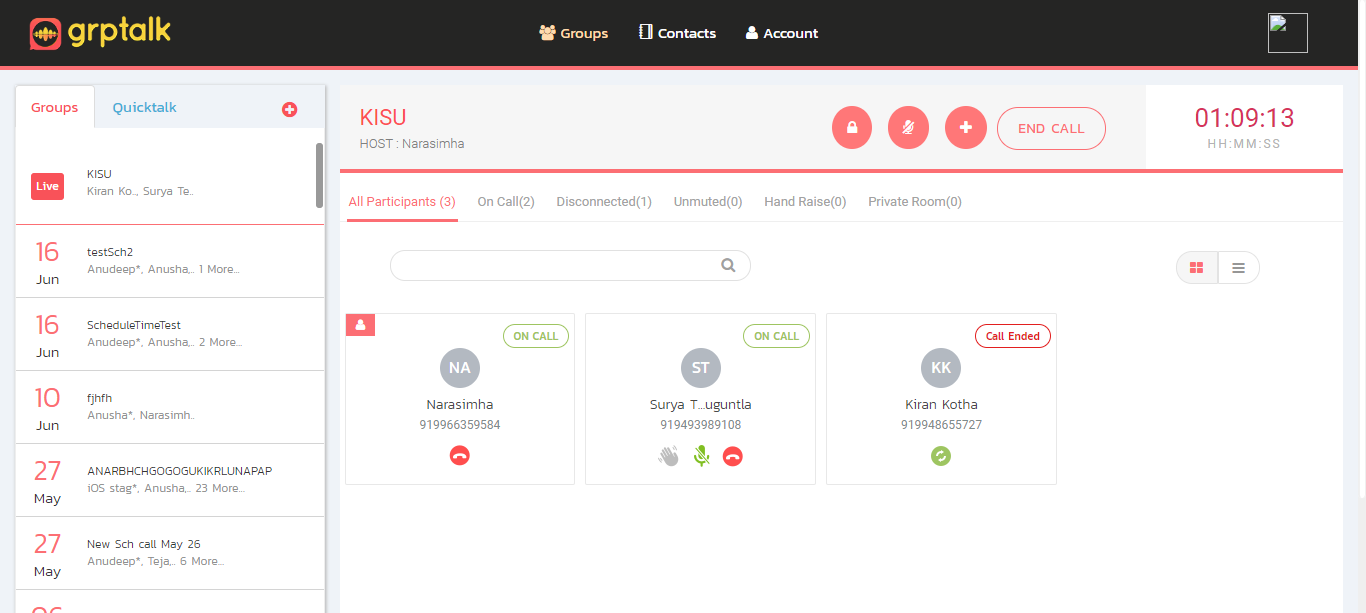 grptalk
Groups
Contacts
Account
Groups
Quicktalk
Live
KISU
Kiran Ko.., Surya Te..
16
Jun
testSch2
Anudeep*, Anusha,.. 1 More...
16
Jun
ScheduleTimeTest
Anudeep*, Anusha,.. 2 More...
10
Jun
fjhfh
Anusha*, Narasimh..
27
May
ANARBHCHGOGOGUKIKRLUNAPAP
iOS stag*, Anusha,.. 23 More...
27
May
New Sch call May 26
Anudeep*, Teja,.. 6 More...
KISU
HOST : Narasimha
END CALL
01:09:13
HH:MM:SS
All Participants (3)
On Call(2)
Disconnected(1)
Unmuted(0)
Hand Raise(0)
Private Room(0)
ON CALL
NA
Narasimha
919966359584
ON CALL
ST
Surya T...uguntla
919493989108
Call Ended
KK
Kiran Kotha
919948655727